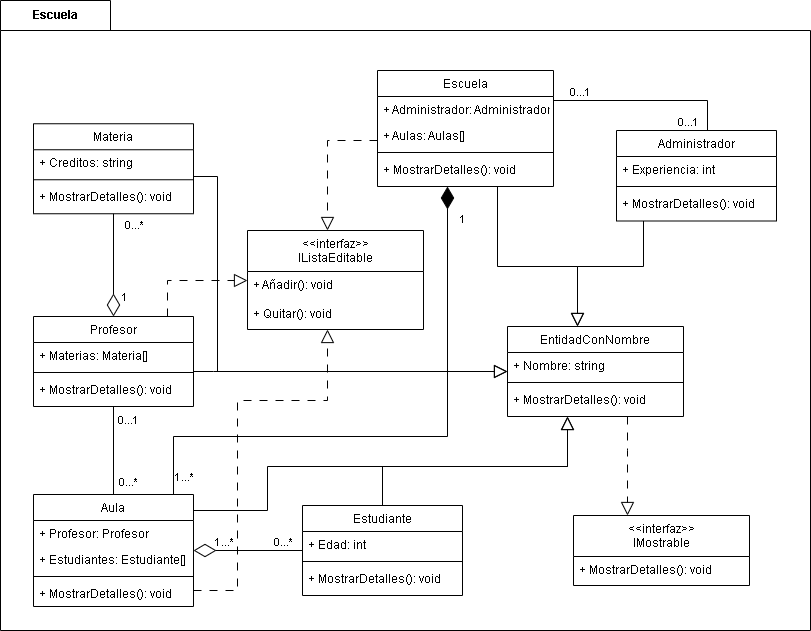 Escuela
Escuela
+ Administrador: Administrador
+ Aulas: Aulas[]
+ MostrarDetalles(): void
0...1
0...1
Administrador
+ Experiencia: int
+ MostrarDetalles(): void
Materia
+ Creditos: string
+ MostrarDetalles(): void
0...*
1
1
<<interfaz>>
IListaEditable
+ Añadir(): void
+ Quitar(): void
Profesor
+ Materias: Materia[]
+ MostrarDetalles(): void
EntidadConNombre
+ Nombre: string
+ MostrarDetalles(): void
0...1
0...*
1...*
Aula
+ Profesor: Profesor
+ Estudiantes: Estudiante[]
+ MostrarDetalles(): void
1...*
0...*
Estudiante
+ Edad: int
+ MostrarDetalles(): void
<<interfaz>>
IMostrable
+ MostrarDetalles(): void